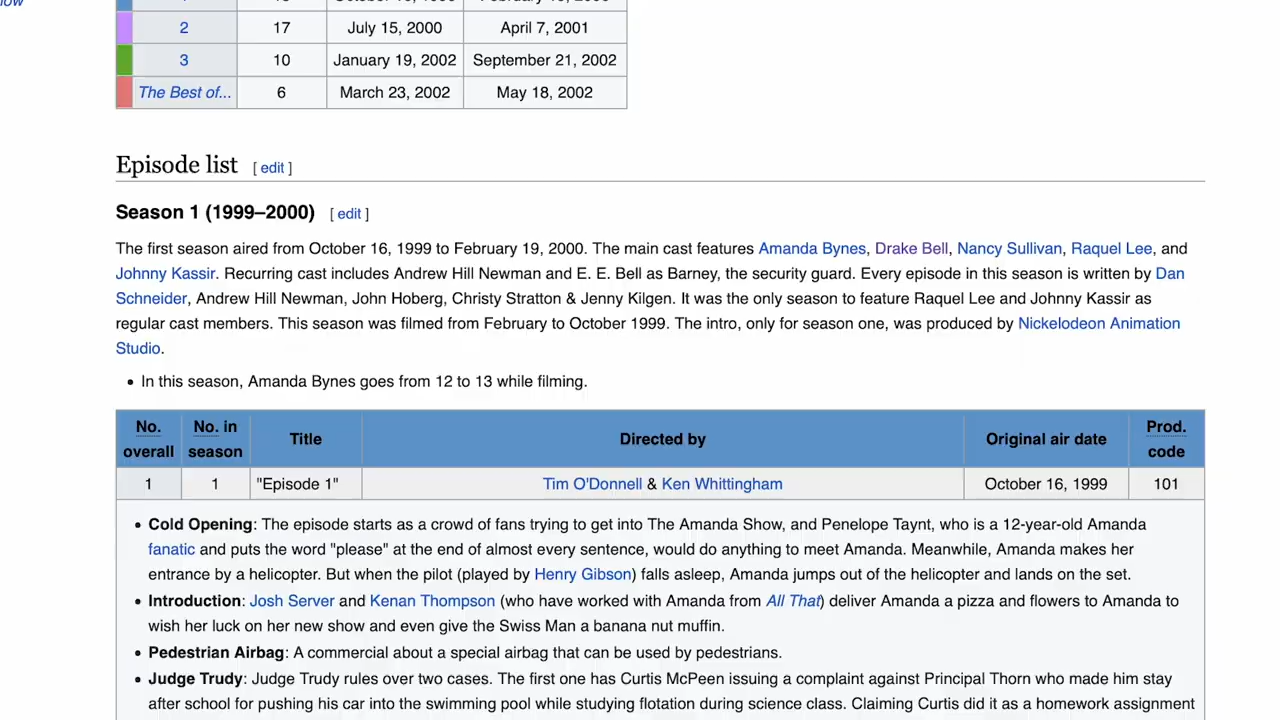 2 17 July 15, 2000 April 7, 2001
3 10 January 19, 2002 September 21, 2002
The Best of... 6 March 23, 2002 May 18, 2002
Episode list [ edit ]
Season 1 (1999–2000) [ edit ]
The first season aired from October 16, 1999 to February 19, 2000. The main cast features Amanda Bynes, Drake Bell, Nancy Sullivan, Raquel Lee, and
Johnny Kassir. Recurring cast includes Andrew Hill Newman and E. E. Bell as Barney, the security guard. Every episode in this season is written by Dan
Schneider, Andrew Hill Newman, John Hoberg, Christy Stratton & Jenny Kilgen. It was the only season to feature Raquel Lee and Johnny Kassir as
regular cast members. This season was filmed from February to October 1999. The intro, only for season one, was produced by Nickelodeon Animation
Studio.
• In this season, Amanda Bynes goes from 12 to 13 while filming.
No. overall No. in season Title Directed by Original air date Prod. code
1 1 "Episode 1" Tim O'Donnell & Ken Whittingham October 16, 1999 101
• Cold Opening: The episode starts as a crowd of fans trying to get into The Amanda Show, and Penelope Taynt, who is a 12-year-old Amanda
fanatic and puts the word "please" at the end of almost every sentence, would do anything to meet Amanda. Meanwhile, Amanda makes her
entrance by a helicopter. But when the pilot (played by Henry Gibson) falls asleep, Amanda jumps out of the helicopter and lands on the set.
• Introduction: Josh Server and Kenan Thompson (who have worked with Amanda from All That) deliver Amanda a pizza and flowers to Amanda to
wish her luck on her new show and even give the Swiss Man a banana nut muffin.
• Pedestrian Airbag: A commercial about a special airbag that can be used by pedestrians.
• Judge Trudy: Judge Trudy rules over two cases. The first one has Curtis McPeen issuing a complaint against Principal Thorn who made him stay
after school for pushing his car into the swimming pool while studying flotation during science class. Claiming Curtis did it as a homework assignment